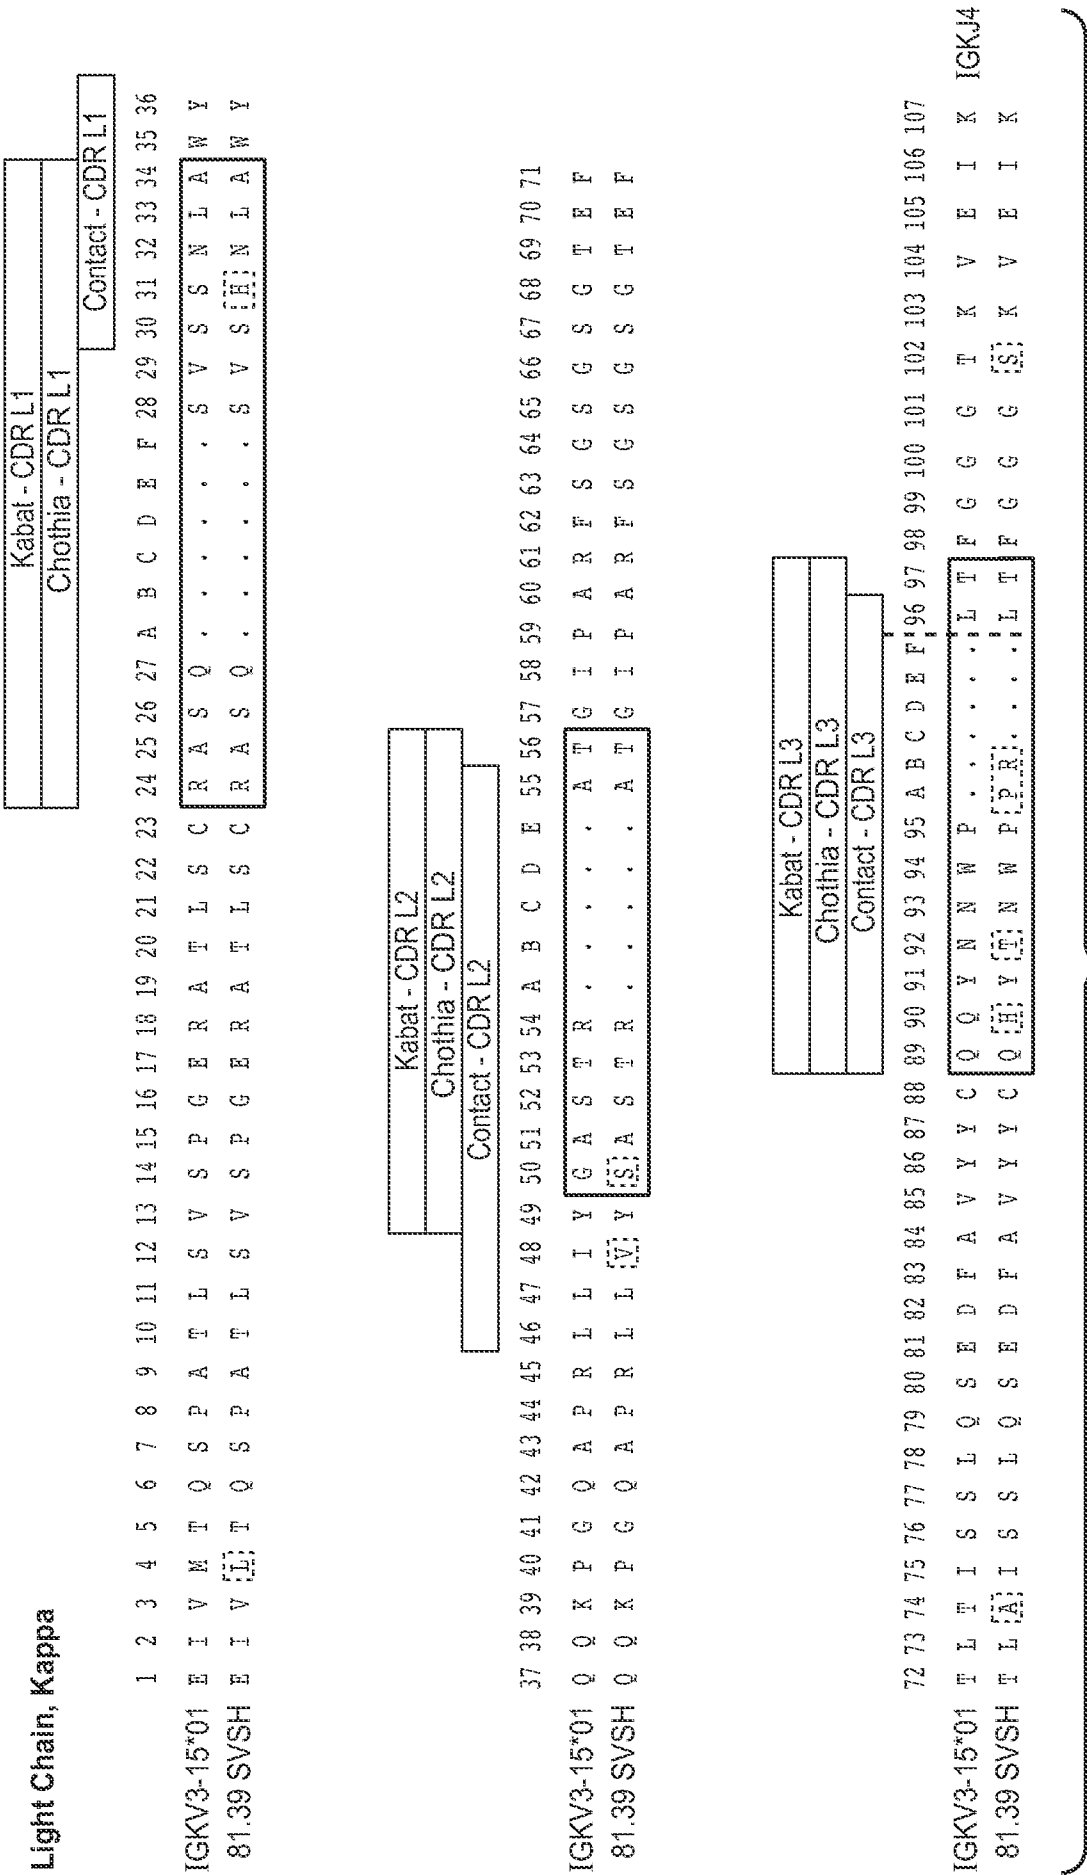 Light Chain, Kappa
Kabat - CDR L1
Chothia - CDR L1
Contact - CDR L1
1 2 3 4 5 6 7 8 9 10 11 12 13 14 15 16 17 18 19 20 21 22 23 24 25 26 27 A B C D E F 28 29 30 31 32 33 34 35 36
IGKV3-15*01 E I V M T Q S P A T L S V S P G E R A T L S C R A S Q . . . . . . S V S S N L A W Y
81.39 SVSH E I V L T Q S P A T L S V S P G E R A T L S C R A S Q . . . . . . S V S H N L A W Y
Kabat - CDR L2
Chothia - CDR L2
Contact - CDR L2
37 38 39 40 41 42 43 44 45 46 47 48 49 50 51 52 53 54 A B C D E 55 56 57 58 59 60 61 62 63 64 65 66 67 68 69 70 71
IGKV3-15*01 Q Q K P G Q A P R L L I Y G A S T R . . . . . A T G I P A R F S G S G S G T E F
81.39 SVSH Q Q K P G Q A P R L L V Y S A S T R . . . . . A T G I P A R F S G S G S G T E F
Kabat - CDR L3
Chothia - CDR L3
Contact - CDR L3
72 73 74 75 76 77 78 79 80 81 82 83 84 85 86 87 88 89 90 91 92 93 94 95 A B C D E F 96 97 98 99 100 101 102 103 104 105 106 107
IGKV3-15*01 T L T I S S L Q S E D F A V Y Y C Q Q Y N N W P . . . . . . L T F G G G T K V E I K IGKJ4
81.39 SVSH T L A I S S L Q S E D F A V Y Y C Q H Y T N W P P R . . . . L T F G G G S K V E I K